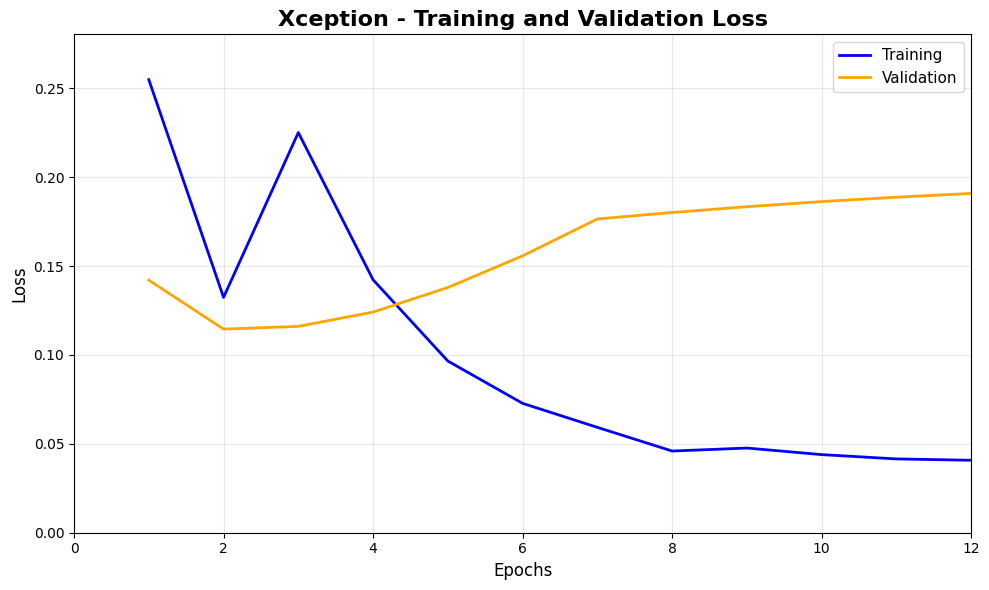 Xception - Training and Validation Loss
Training
Validation
0.25
0.20
0.15
0.10
0.05
0.00
Loss
0
2
4
6
8
10
12
Epochs